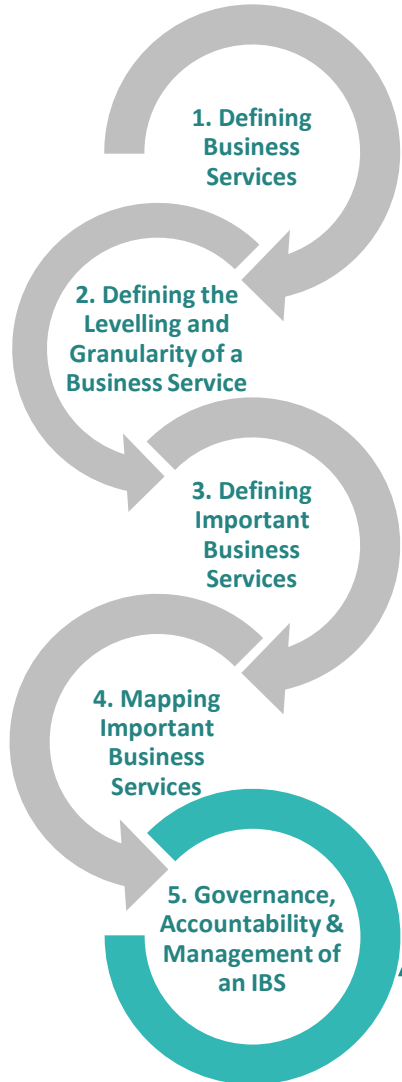 1. Defining
Business
Services
2. Defining the
Levelling and
Granularity of a
Business Service
3. Defining
Important
Business
Services
4. Mapping
Important
Business
Services
5. Governance,
Accountability &
Management of
an IBS